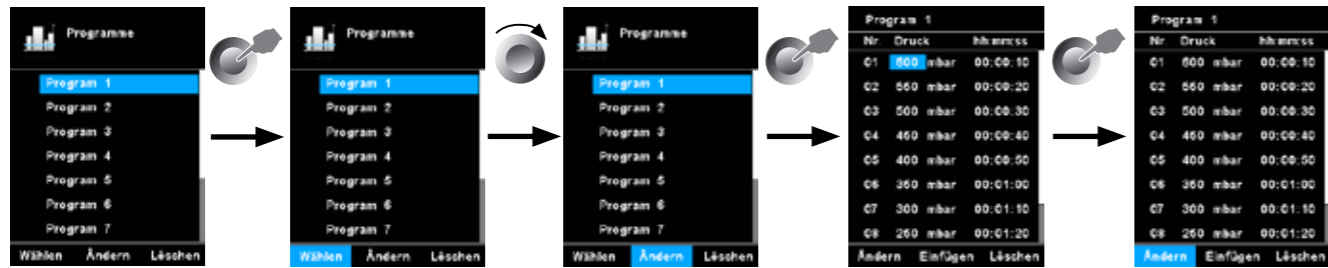 Programme
Program 1
Program 2
Program 3
Program 4
Program 5
Program 6
Program 7
Wählen Ändern Löschen
Programme
Program 1
Program 2
Program 3
Program 4
Program 5
Program 6
Program 7
Wählen Ändern Löschen
Programme
Program 1
Program 2
Program 3
Program 4
Program 5
Program 6
Program 7
Wählen Ändern Löschen
Program 1
Nr. Druck hh:mm:ss
01 600 mbar 00:00:10
02 550 mbar 00:00:20
03 500 mbar 00:00:30
04 450 mbar 00:00:40
05 400 mbar 00:00:50
06 350 mbar 00:01:00
07 300 mbar 00:01:10
08 250 mbar 00:01:20
Ändern Einfügen Löschen
Program 1
Nr. Druck hh:mm:ss
01 600 mbar 00:00:10
02 550 mbar 00:00:20
03 500 mbar 00:00:30
04 450 mbar 00:00:40
05 400 mbar 00:00:50
06 350 mbar 00:01:00
07 300 mbar 00:01:10
08 250 mbar 00:01:20
Ändern Einfügen Löschen